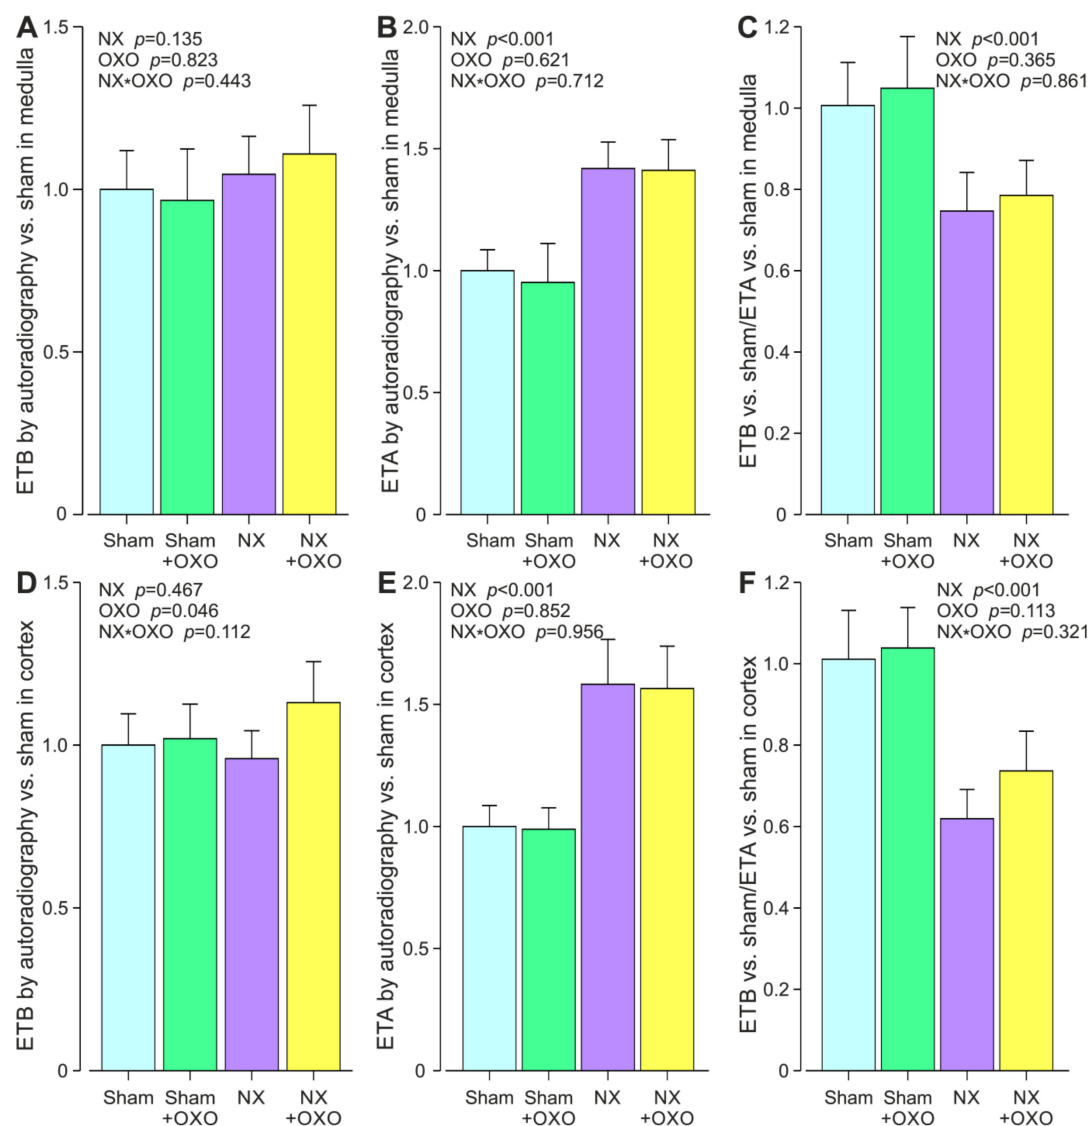 A
ETB by autoradiography vs. sham in medulla
NX p=0.135
OXO p=0.823
NX*OXO p=0.443
1.5
1.0
0.5
0
Sham
Sham
+OXO
NX
NX
+OXO
B
ETA by autoradiography vs. sham in medulla
NX p<0.001
OXO p=0.621
NX*OXO p=0.712
2.0
1.5
1.0
0.5
0
Sham
Sham
+OXO
NX
NX
+OXO
C
ETB vs. sham/ETA vs. sham in medulla
NX p<0.001
OXO p=0.365
NX*OXO p=0.861
1.2
1.0
0.8
0.6
0.4
0.2
0
Sham
Sham
+OXO
NX
NX
+OXO
D
ETB by autoradiography vs. sham in cortex
NX p=0.467
OXO p=0.046
NX*OXO p=0.112
1.5
1.0
0.5
0
Sham
Sham
+OXO
NX
NX
+OXO
E
ETA by autoradiography vs. sham in cortex
NX p<0.001
OXO p=0.852
NX*OXO p=0.956
2.0
1.5
1.0
0.5
0
Sham
Sham
+OXO
NX
NX
+OXO
F
ETB vs. sham/ETA vs. sham in cortex
NX p<0.001
OXO p=0.113
NX*OXO p=0.321
1.2
1.0
0.8
0.6
0.4
0.2
0
Sham
Sham
+OXO
NX
NX
+OXO